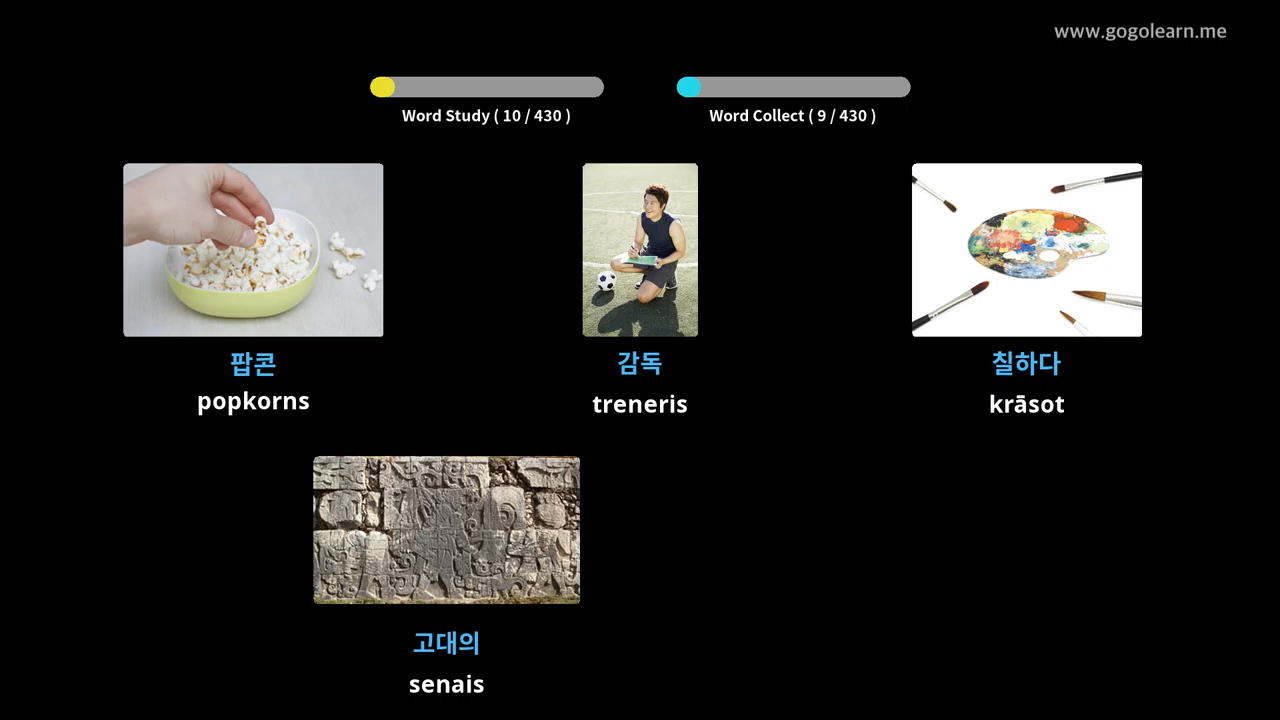 www.gogolearn.me
Word Study ( 10 / 430 )
Word Collect ( 9 / 430 )
팝콘
popkorns
감독
treneris
칠하다
krāsot
고대의
senais